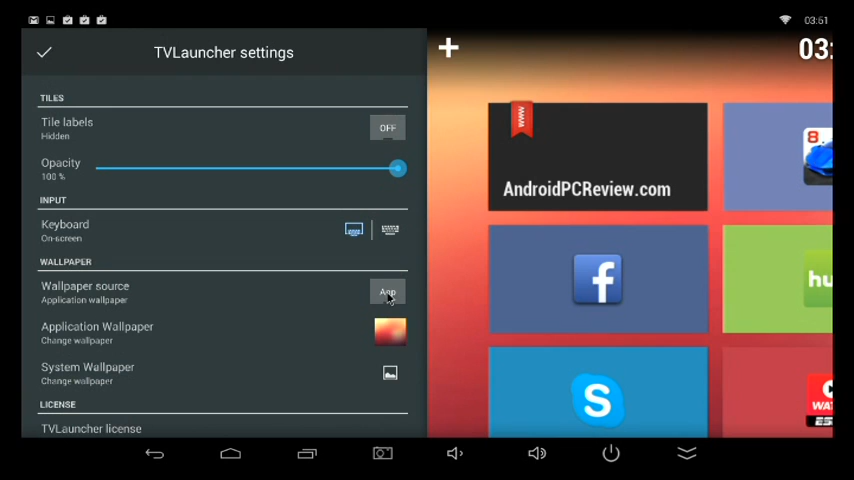 03:51
TVLauncher settings
03:
TILES
Tile labels
Hidden
OFF
Opacity
100 %
INPUT
Keyboard
On-screen
WALLPAPER
Wallpaper source
Application wallpaper
App
Application Wallpaper
Change wallpaper
System Wallpaper
Change wallpaper
LICENSE
TVLauncher license
www
AndroidPCReview.com
8
f
hu
S
WAT
ESP